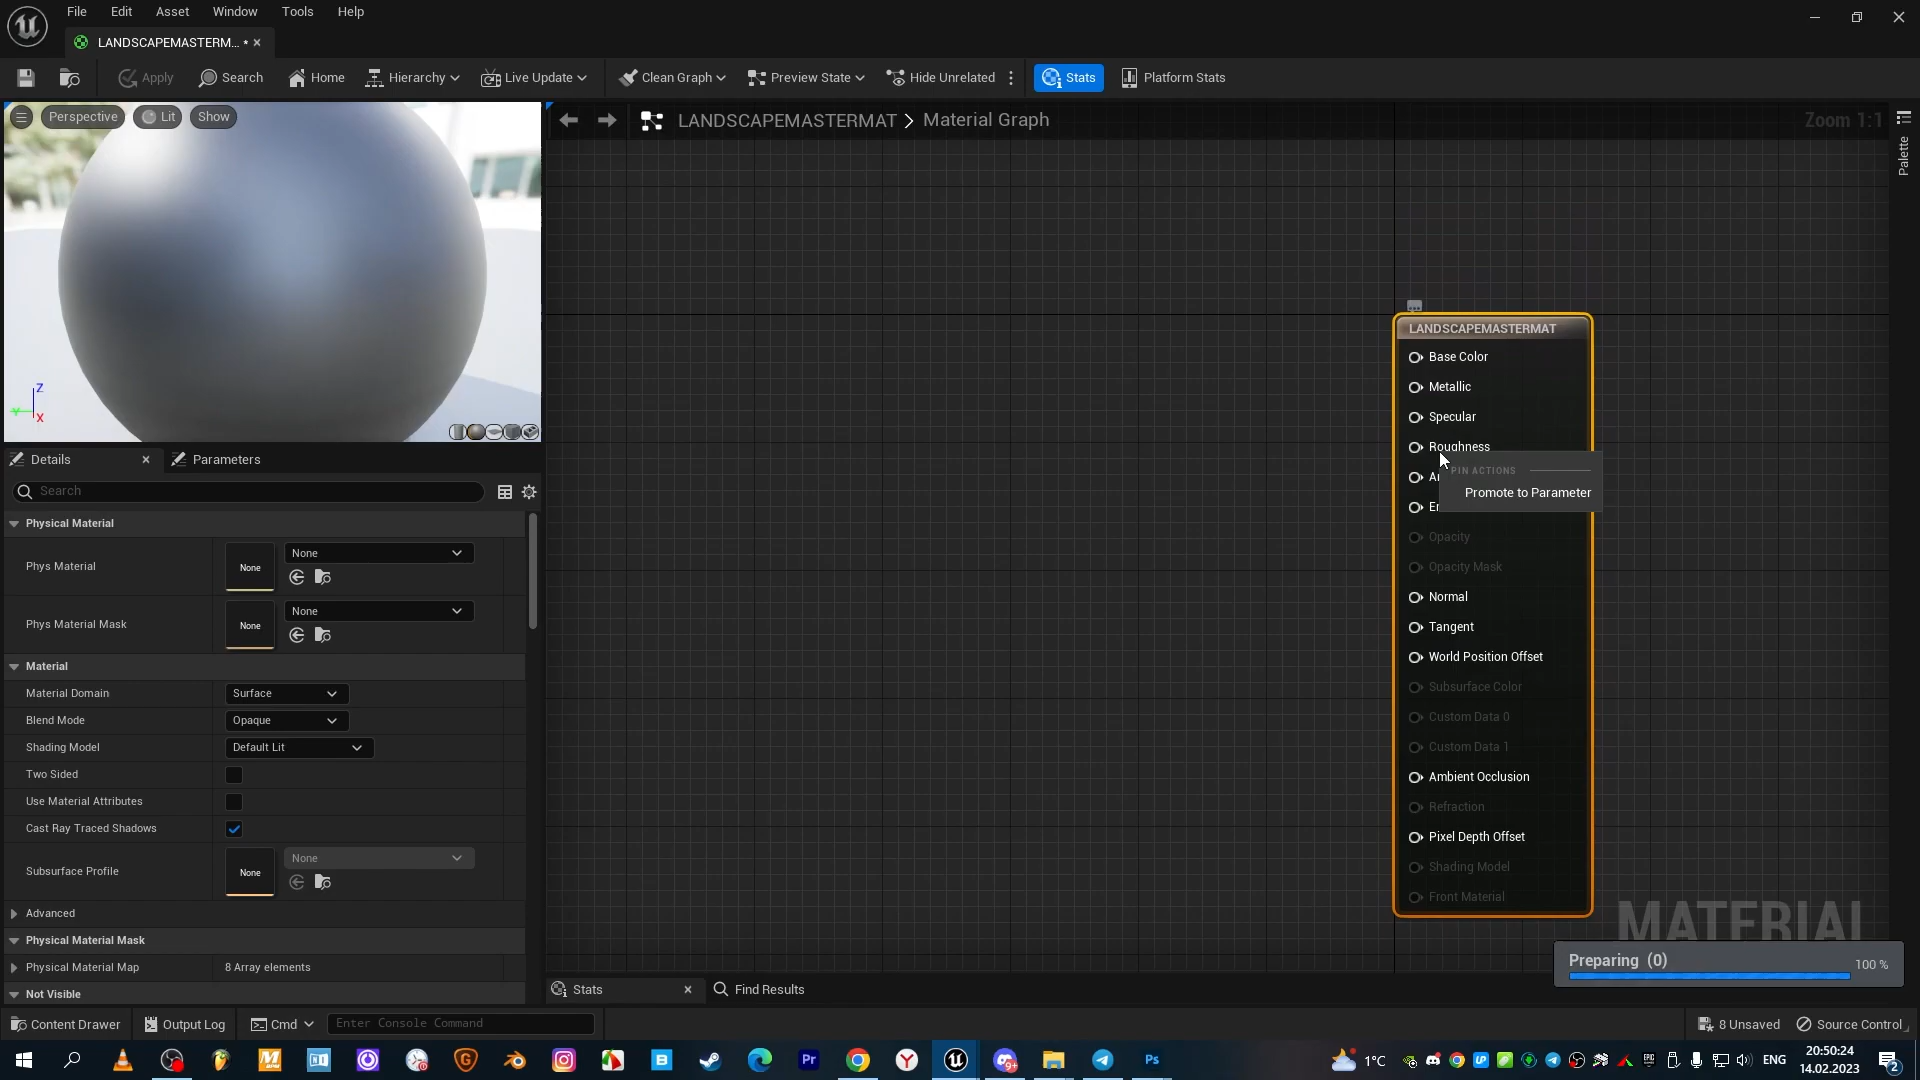 File Edit Asset Window Tools Help
LANDSCAPEMASTERM... *
Apply Search Home Hierarchy Live Update Clean Graph Preview State Hide Unrelated Stats Platform Stats
Perspective Lit Show
LANDSCAPEMASTERMAT > Material Graph
Zoom 1:1
Palette
Z
Y
X
LANDSCAPEMASTERMAT
Base Color
Metallic
Specular
Roughness
PIN ACTIONS
Promote to Parameter
Opacity
Opacity Mask
Normal
Tangent
World Position Offset
Subsurface Color
Custom Data 0
Custom Data 1
Ambient Occlusion
Refraction
Pixel Depth Offset
Shading Model
Front Material
MATERIAL
Details Parameters
Search
Physical Material
Phys Material None None
Phys Material Mask None None
Material
Material Domain Surface
Blend Mode Opaque
Shading Model Default Lit
Two Sided
Use Material Attributes
Cast Ray Traced Shadows
Subsurface Profile None None
Advanced
Physical Material Mask
Physical Material Map 8 Array elements
Not Visible
Preparing (0) 100 %
Stats Find Results
Content Drawer Output Log Cmd Enter Console Command 8 Unsaved Source Control
1°C ENG 20:50:24
14.02.2023